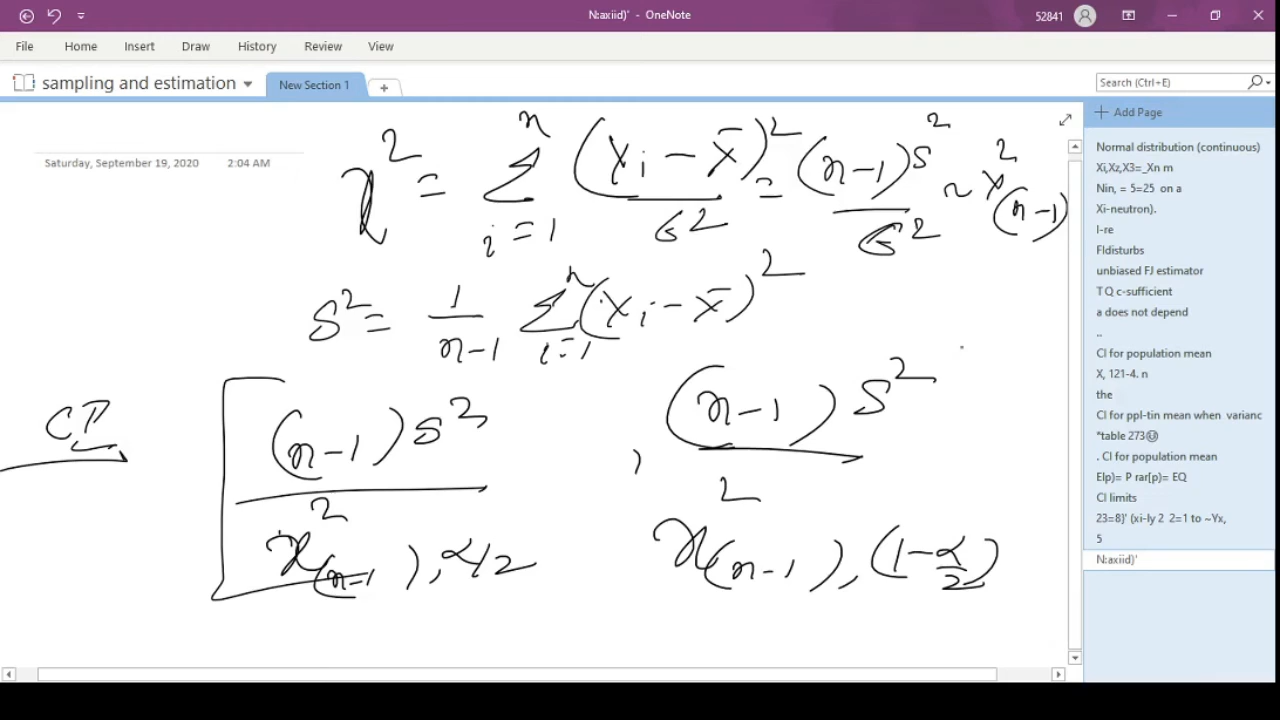 N:axiid)' - OneNote
52841
File Home Insert Draw History Review View
sampling and estimation
New Section 1
Search (Ctrl+E)
Saturday, September 19, 2020 2:04 AM
χ² = Σ_{i=1}^{n} (xi − x̄)² / σ² = (n−1)s² / σ² ~ χ²(n−1)
s² = 1/(n−1) Σ_{i=1}^{n} (xi − x̄)²
CI [ (n−1)s² / χ²(n−1), α/2 , (n−1)s² / χ²(n−1), (1−α/2)
Add Page
Normal distribution (continuous)
Xi,Xz,X3=_Xn m
Nin, = 5=25 on a
Xi-neutron).
I-re
FIdisturbs
unbiased FJ estimator
T Q c-sufficient
a does not depend
..
CI for population mean
X, 121-4. n
the
CI for ppl-tin mean when varianc
*table 273☺
. CI for population mean
EIp)= P rar[p)= EQ
CI limits
23=8}' (xi-ly 2 2=1 to ~Yx,
5
N:axiid)'